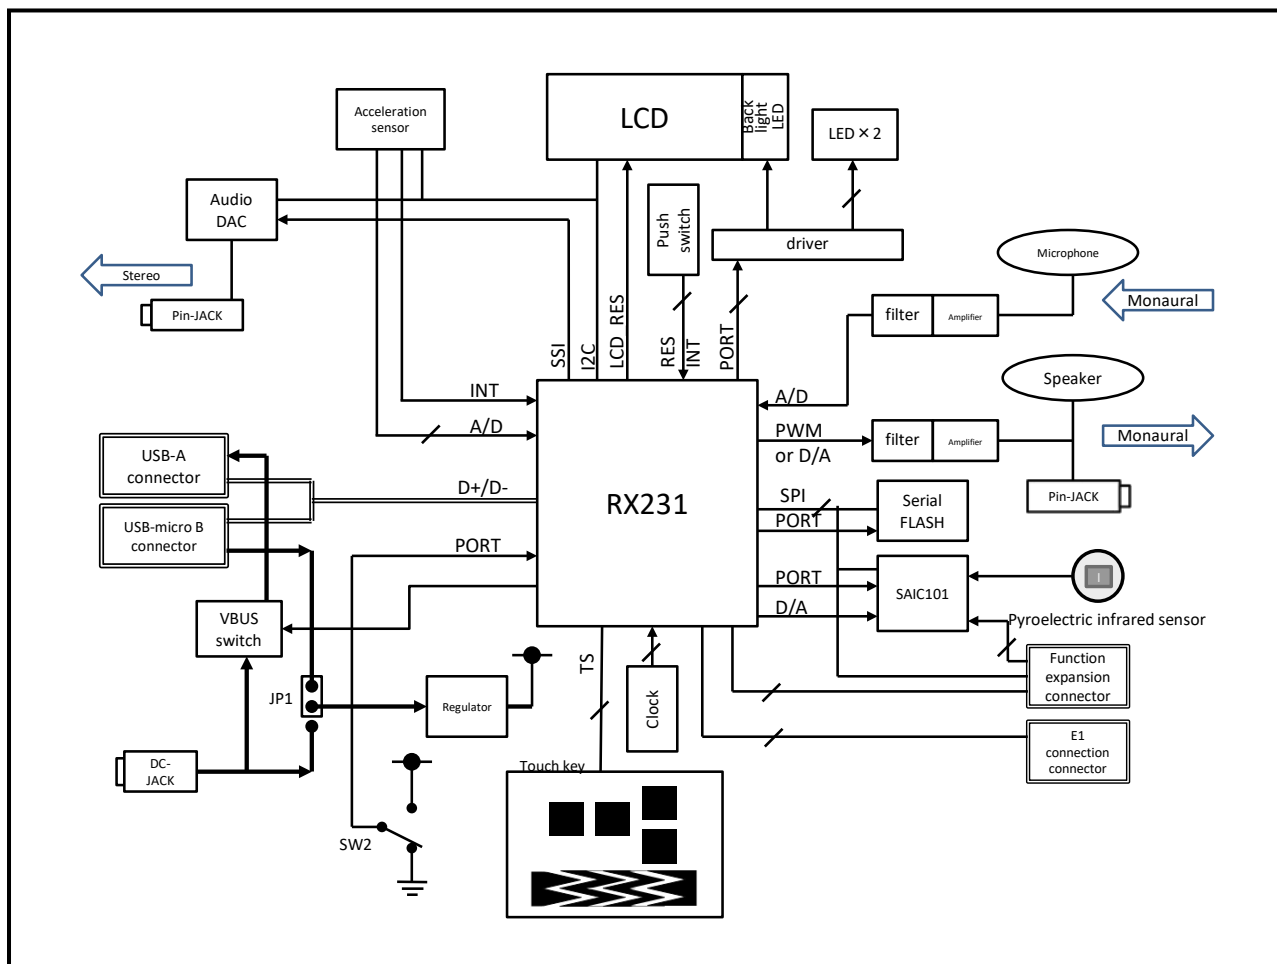 Acceleration
sensor
LCD
Back
light
LED
LED × 2
Audio
DAC
Push
switch
driver
Microphone
Stereo
Pin-JACK
filter
Amplifier
Monaural
SSI
I2C
LCD RES
RES
INT
PORT
INT
A/D
A/D
Speaker
PWM
or D/A
filter
Amplifier
Monaural
USB-A
connector
D+/D-
RX231
SPI
Serial
FLASH
Pin-JACK
USB-micro B
connector
PORT
PORT
PORT
SAIC101
I
D/A
VBUS
switch
Pyroelectric infrared sensor
TS
Clock
Function
expansion
connector
JP1
Regulator
E1
connection
connector
DC-
JACK
Touch key
SW2